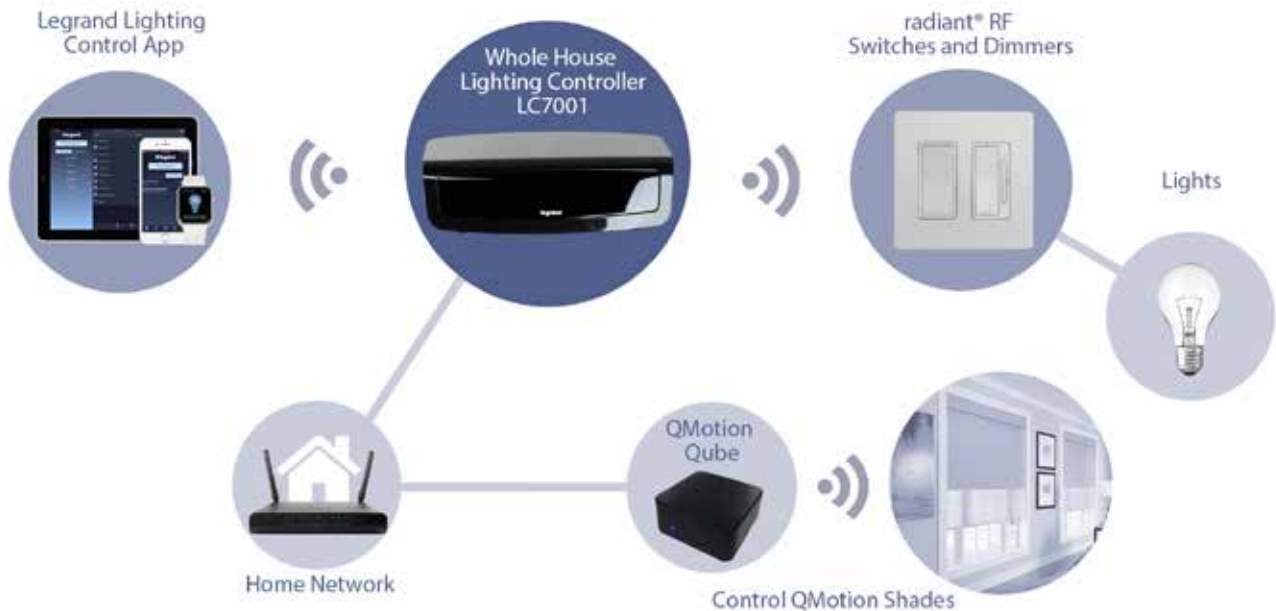 Legrand Lighting
Control App
Whole House
Lighting Controller
LC7001
radiant® RF
Switches and Dimmers
legrand
Lights
QMotion
Qube
Home Network
Control QMotion Shades